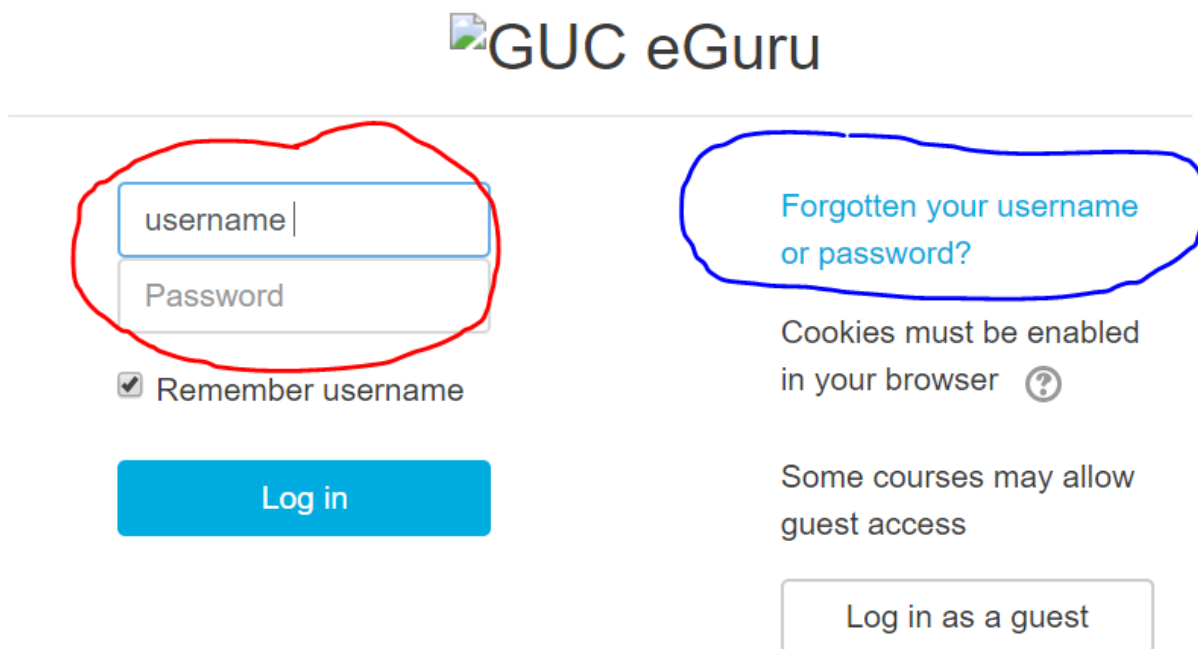 GUC eGuru
username
Password
Remember username
Log in
Forgotten your username
or password?
Cookies must be enabled
in your browser
Some courses may allow
guest access
Log in as a guest